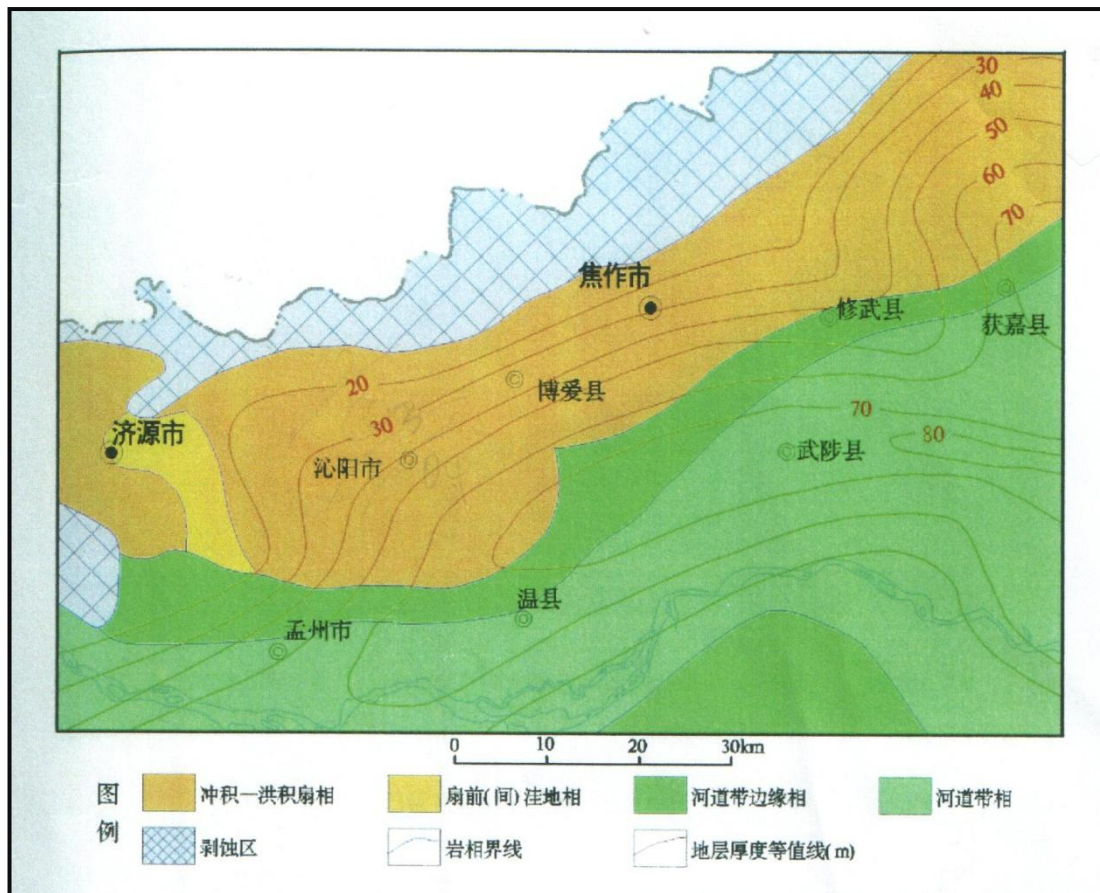 30
40
50
60
70
焦作市
修武县
获嘉县
20
博爱县
30
70
济源市
80
沁阳市
武陟县
温县
孟州市
0 10 20 30km
图例
冲积—洪积扇相
扇前(间)洼地相
河道带边缘相
河道带相
剥蚀区
岩相界线
地层厚度等值线(m)